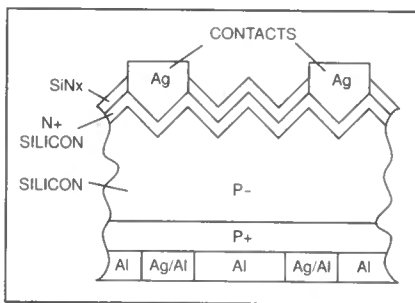 CONTACTS
Ag Ag
SiNx
N+
SILICON
SILICON
P−
P+
Al Ag/Al Al Ag/Al Al